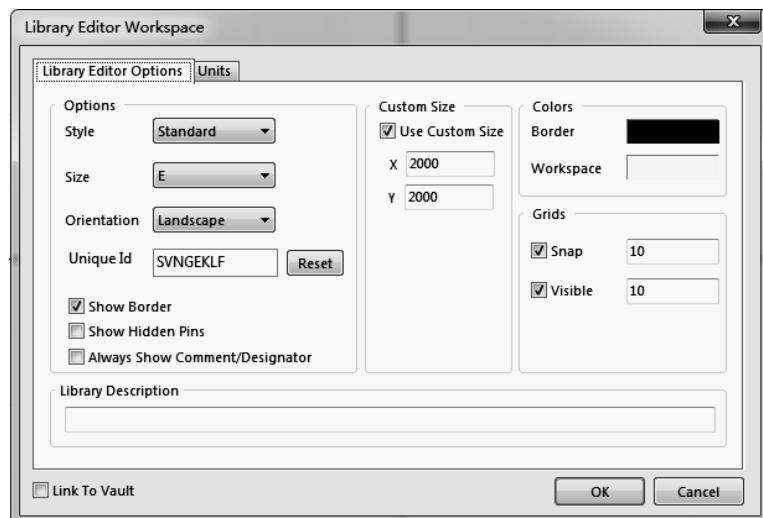 Library Editor Workspace
X
Library Editor Options Units
Options
Style Standard
Size E
Orientation Landscape
Unique Id SVNGEKLF Reset
Show Border
Show Hidden Pins
Always Show Comment/Designator
Custom Size
Use Custom Size
X 2000
Y 2000
Colors
Border
Workspace
Grids
Snap 10
Visible 10
Library Description
Link To Vault
OK Cancel